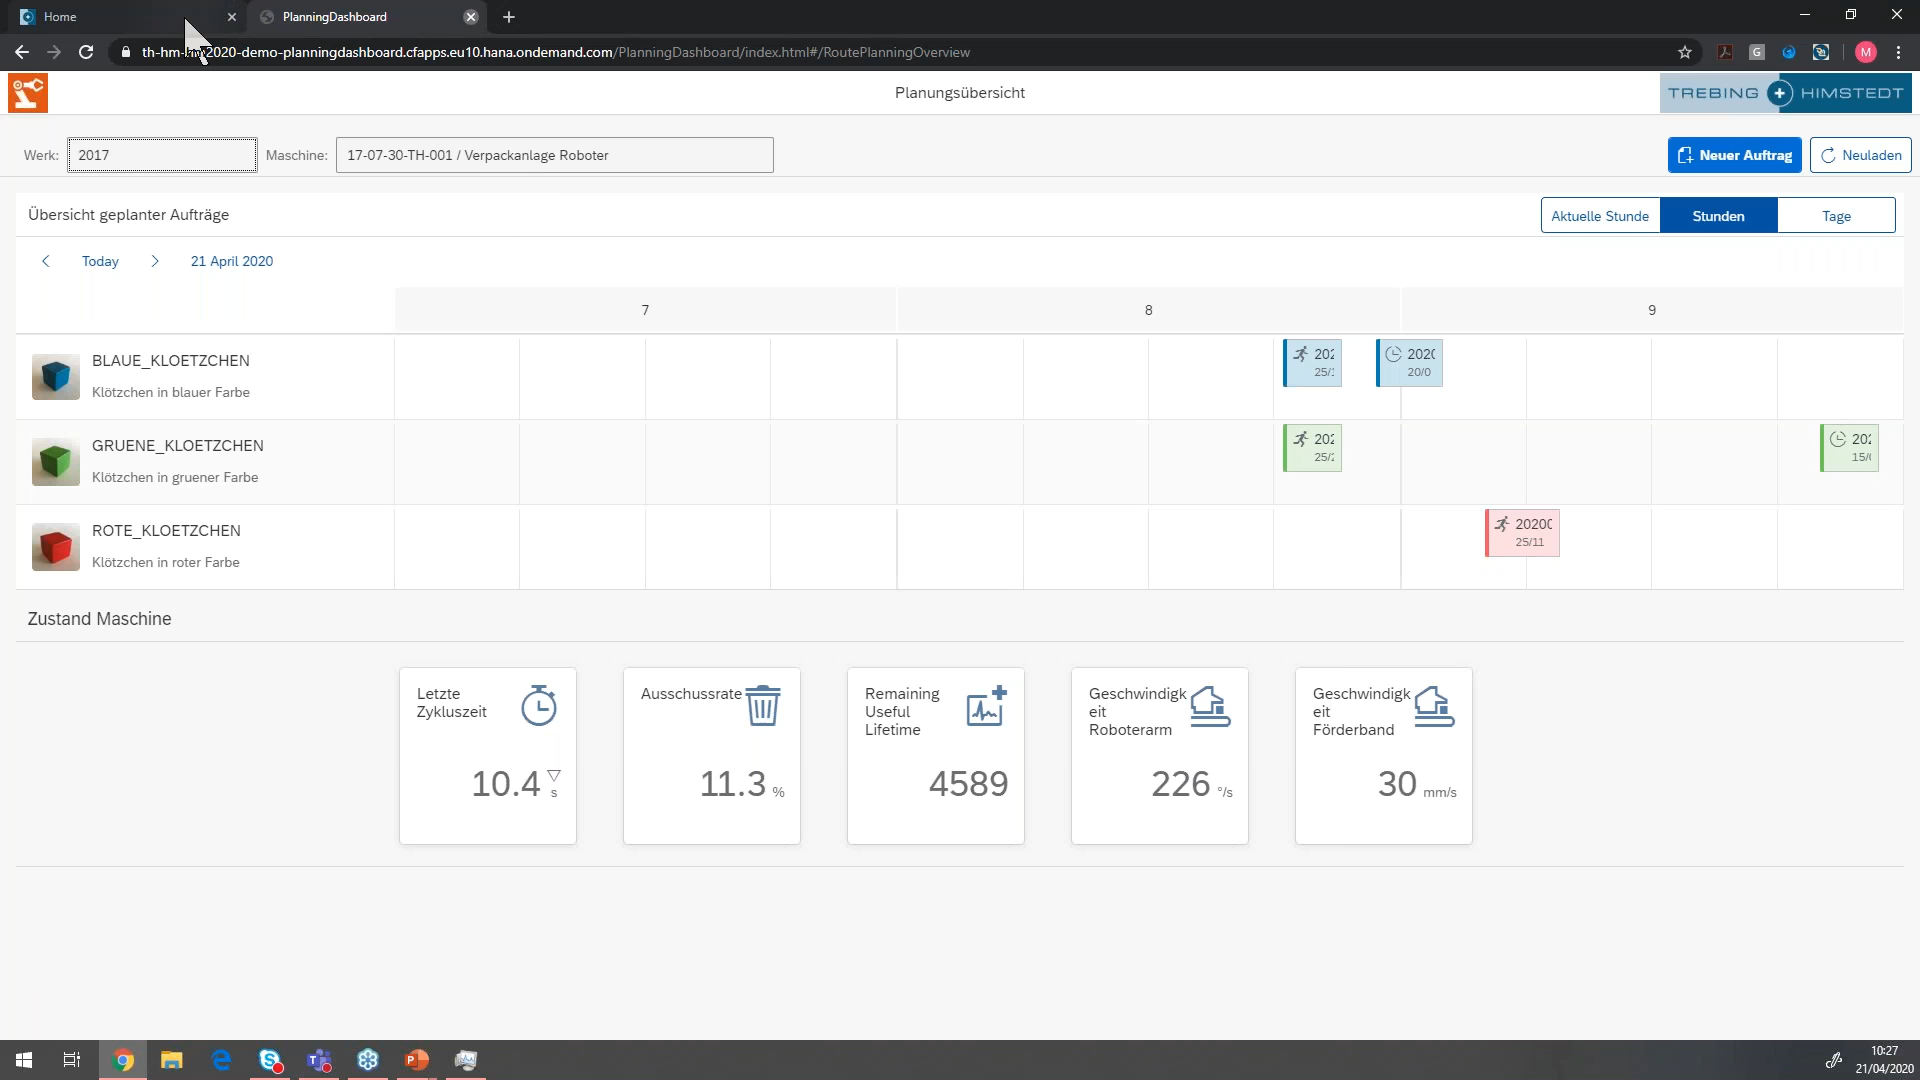 Home
PlanningDashboard
2020-demo-planningdashboard.cfapps.eu10.hana.ondemand.com/PlanningDashboard/index.html#/RoutePlanningOverview
G
M
Planungsübersicht
TREBING + HIMSTEDT
Werk: 2017 Maschine: 17-07-30-TH-001 / Verpackanlage Roboter
Neuer Auftrag
Neuladen
Übersicht geplanter Aufträge
Aktuelle Stunde Stunden Tage
Today 21 April 2020
7 8 9
BLAUE_KLOETZCHEN
Klötzchen in blauer Farbe
25/11
20/0
GRUENE_KLOETZCHEN
Klötzchen in gruener Farbe
ROTE_KLOETZCHEN
Klötzchen in roter Farbe
Zustand Maschine
Letzte
Zykluszeit
10.4 s
Ausschussrate
11.3 %
Remaining
Useful
Lifetime
4589
Geschwindigk
eit
Roboterarm
226 °/s
Geschwindigk
eit
Förderband
30 mm/s
10:27
21/04/2020